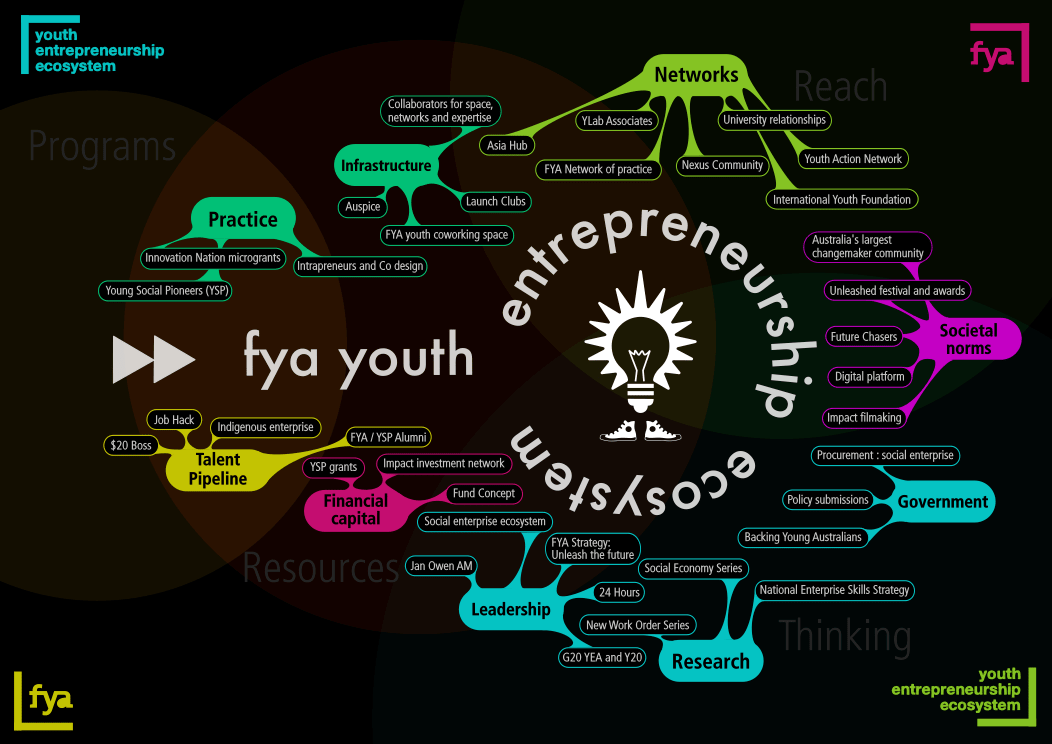 youth
entrepreneurship
ecosystem
fya
Programs
Reach
Networks
Collaborators for space,
networks and expertise
YLab Associates
University relationships
Asia Hub
Infrastructure
FYA Network of practice
Nexus Community
Youth Action Network
Auspice
Launch Clubs
International Youth Foundation
FYA youth coworking space
Practice
Innovation Nation microgrants
Intrapreneurs and Co design
Young Social Pioneers (YSP)
Australia's largest
changemaker community
Unleashed festival and awards
Societal
norms
Future Chasers
Digital platform
Impact filmaking
entrepreneurship
ecosystem
fya youth
Job Hack
Indigenous enterprise
$20 Boss
FYA / YSP Alumni
Talent
Pipeline
YSP grants
Impact investment network
Fund Concept
Financial
capital
Procurement : social enterprise
Policy submissions
Government
Backing Young Australians
Social enterprise ecosystem
FYA Strategy:
Unleash the future
Jan Owen AM
24 Hours
Leadership
G20 YEA and Y20
Social Economy Series
National Enterprise Skills Strategy
New Work Order Series
Research
Resources
Thinking
fya
youth
entrepreneurship
ecosystem